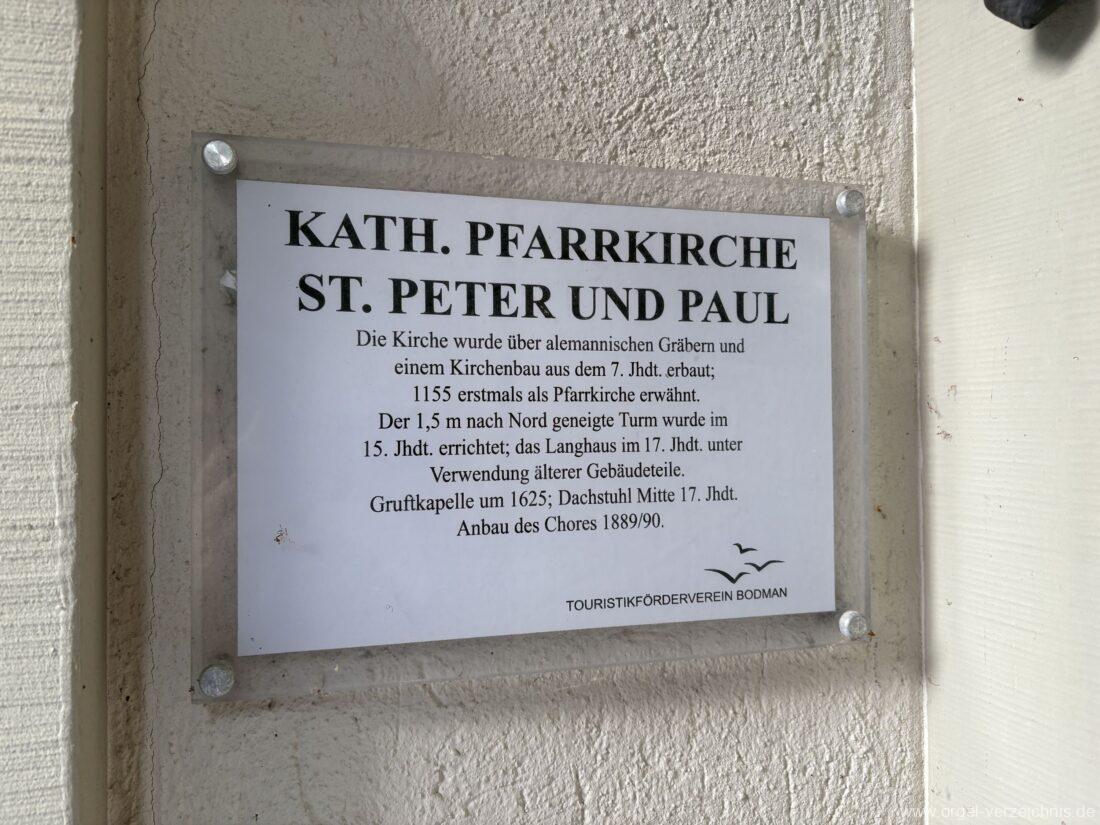 KATH. PFARRKIRCHE
ST. PETER UND PAUL
Die Kirche wurde über alemannischen Gräbern und
einem Kirchenbau aus dem 7. Jhdt. erbaut;
1155 erstmals als Pfarrkirche erwähnt.
Der 1,5 m nach Nord geneigte Turm wurde im
15. Jhdt. errichtet; das Langhaus im 17. Jhdt. unter
Verwendung älterer Gebäudeteile.
Gruftkapelle um 1625; Dachstuhl Mitte 17. Jhdt.
Anbau des Chores 1889/90.
TOURISTIKFÖRDERVEREIN BODMAN
www.orgel-verzeichnis.de